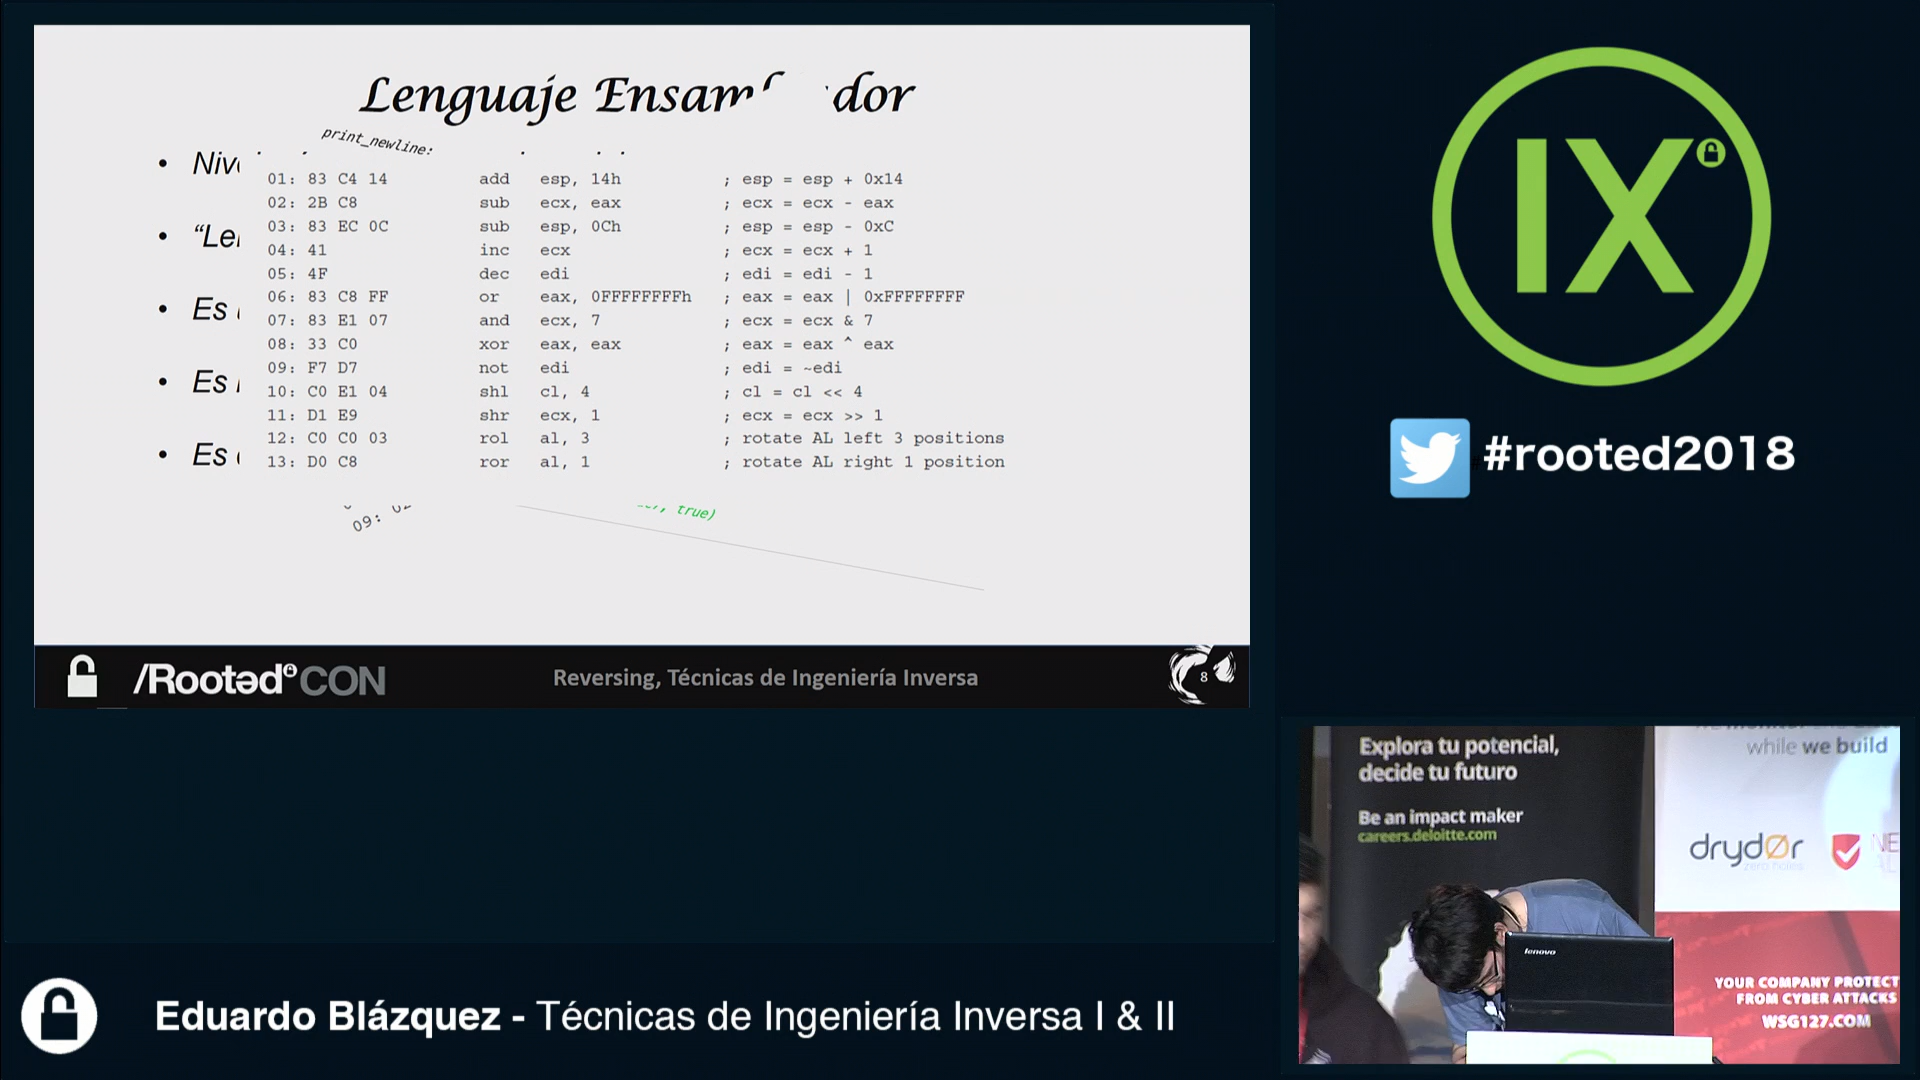 Lenguaje Ensam dor
print_newline:
• Niv
• “Le
• Es
• Es
• Es
01: 83 C4 14 add esp, 14h ; esp = esp + 0x14
02: 2B C8 sub ecx, eax ; ecx = ecx - eax
03: 83 EC 0C sub esp, 0Ch ; esp = esp - 0xC
04: 41 inc ecx ; ecx = ecx + 1
05: 4F dec edi ; edi = edi - 1
06: 83 C8 FF or eax, 0FFFFFFFFh ; eax = eax | 0xFFFFFFFF
07: 83 E1 07 and ecx, 7 ; ecx = ecx & 7
08: 33 C0 xor eax, eax ; eax = eax ^ eax
09: F7 D7 not edi ; edi = ~edi
10: C0 E1 04 shl cl, 4 ; cl = cl << 4
11: D1 E9 shr ecx, 1 ; ecx = ecx >> 1
12: C0 C0 03 rol al, 3 ; rotate AL left 3 positions
13: D0 C8 ror al, 1 ; rotate AL right 1 position
09:
, true)
/Rooted CON
Reversing, Técnicas de Ingeniería Inversa
8
IX
#rooted2018
Explora tu potencial,
decide tu futuro
Be an impact maker
careers.deloitte.com
while we build
drydØr
zero holes
NE
lenovo
YOUR COMPANY PROTECT
FROM CYBER ATTACKS
WSG127.COM
Eduardo Blázquez - Técnicas de Ingeniería Inversa I & II